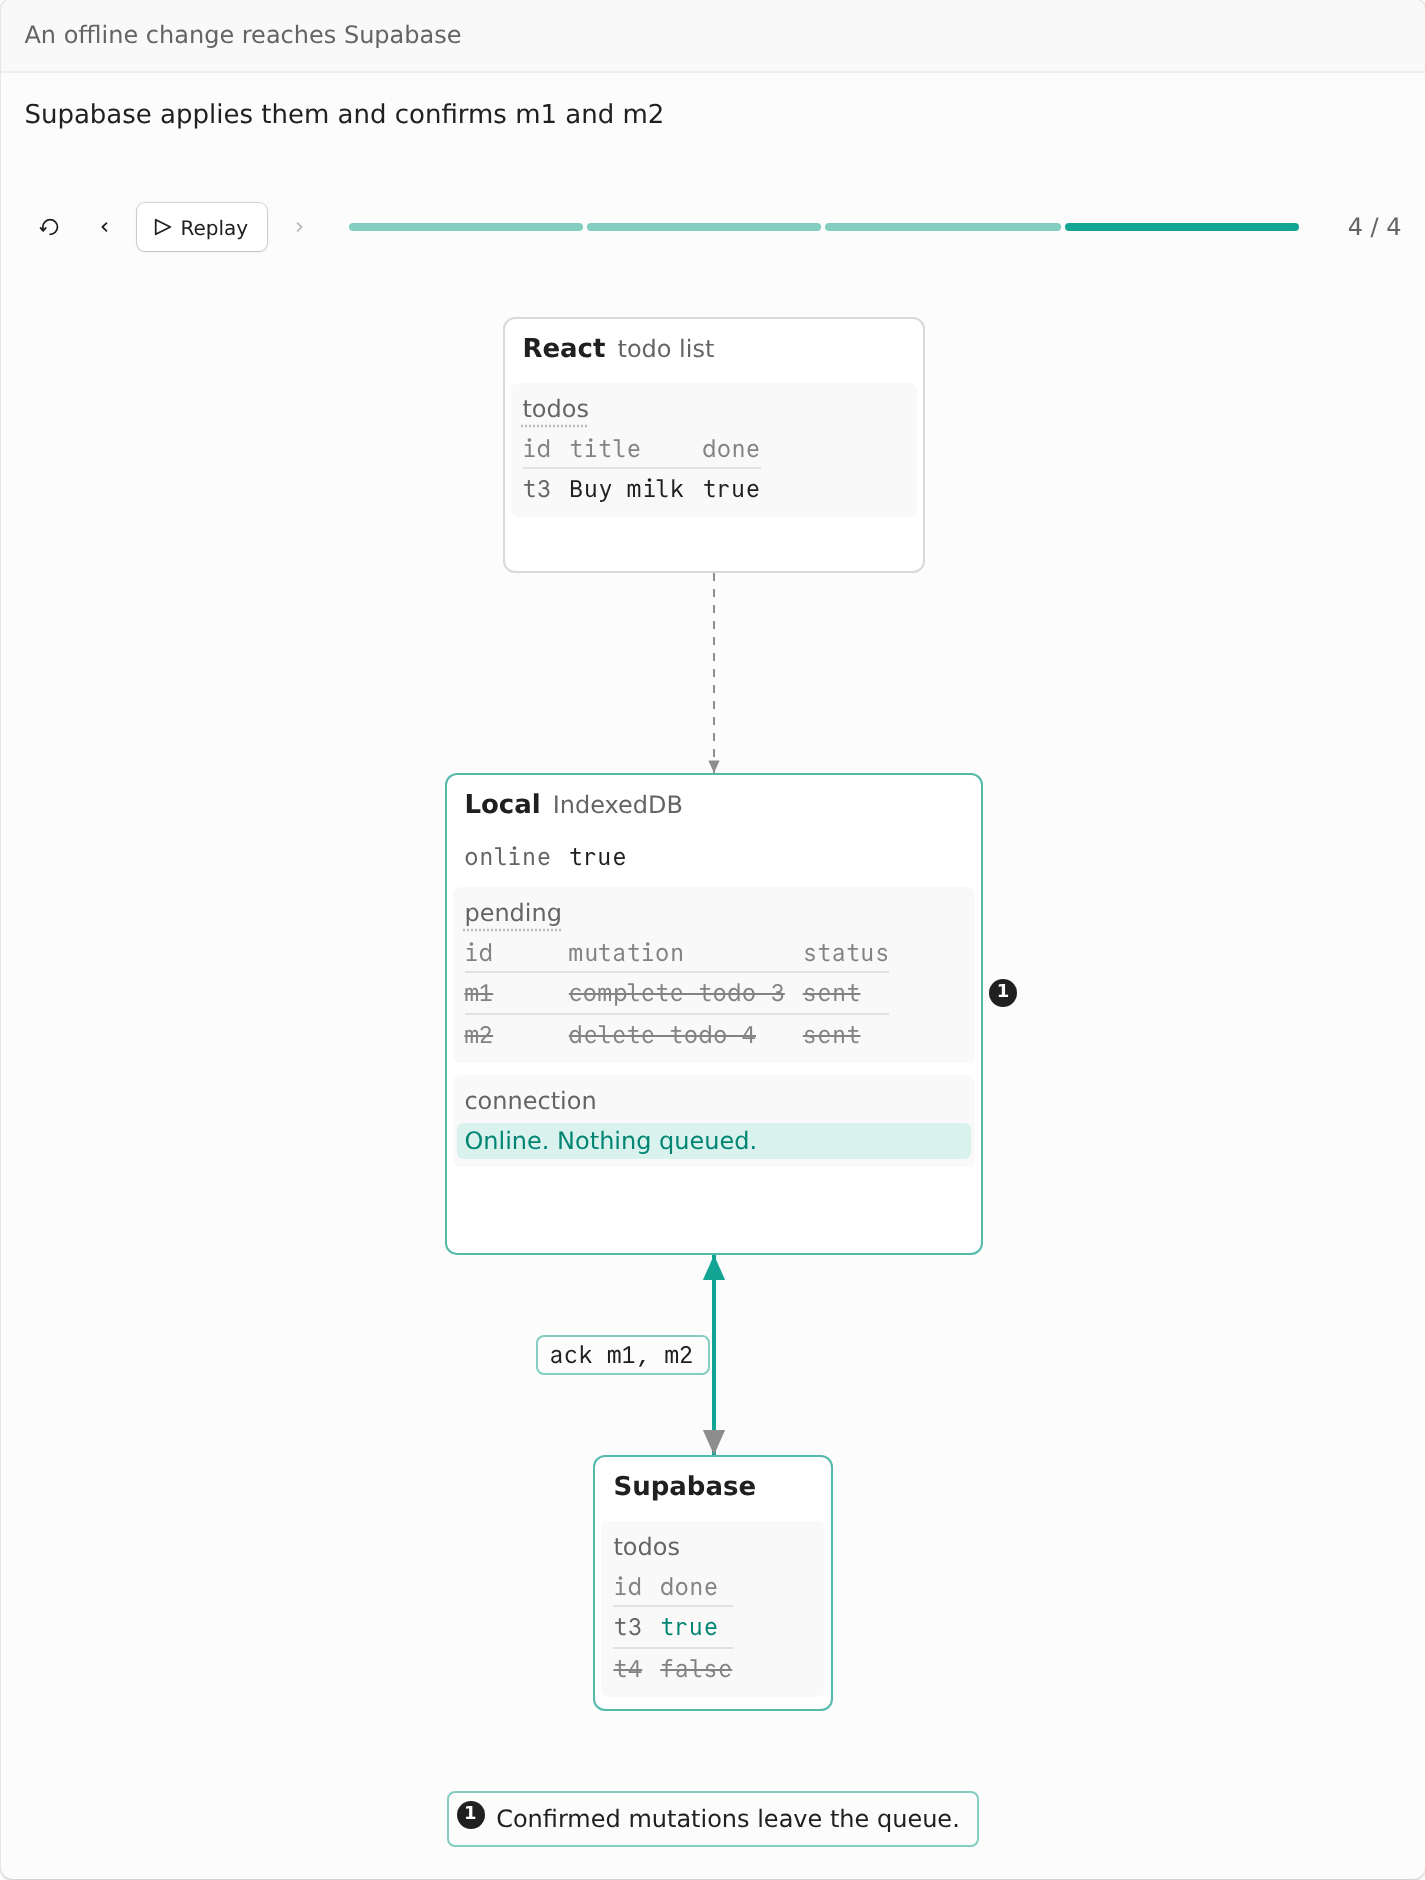 An offline change reaches Supabase
Supabase applies them and confirms m1 and m2
Replay
4 / 4
React todo list
todos
id title done
t3 Buy milk true
Local IndexedDB
online true
pending
id mutation status
m1 complete todo 3 sent
1
m2 delete todo 4 sent
connection
Online. Nothing queued.
ack m1, m2
Supabase
todos
id done
t3 true
t4 false
1 Confirmed mutations leave the queue.